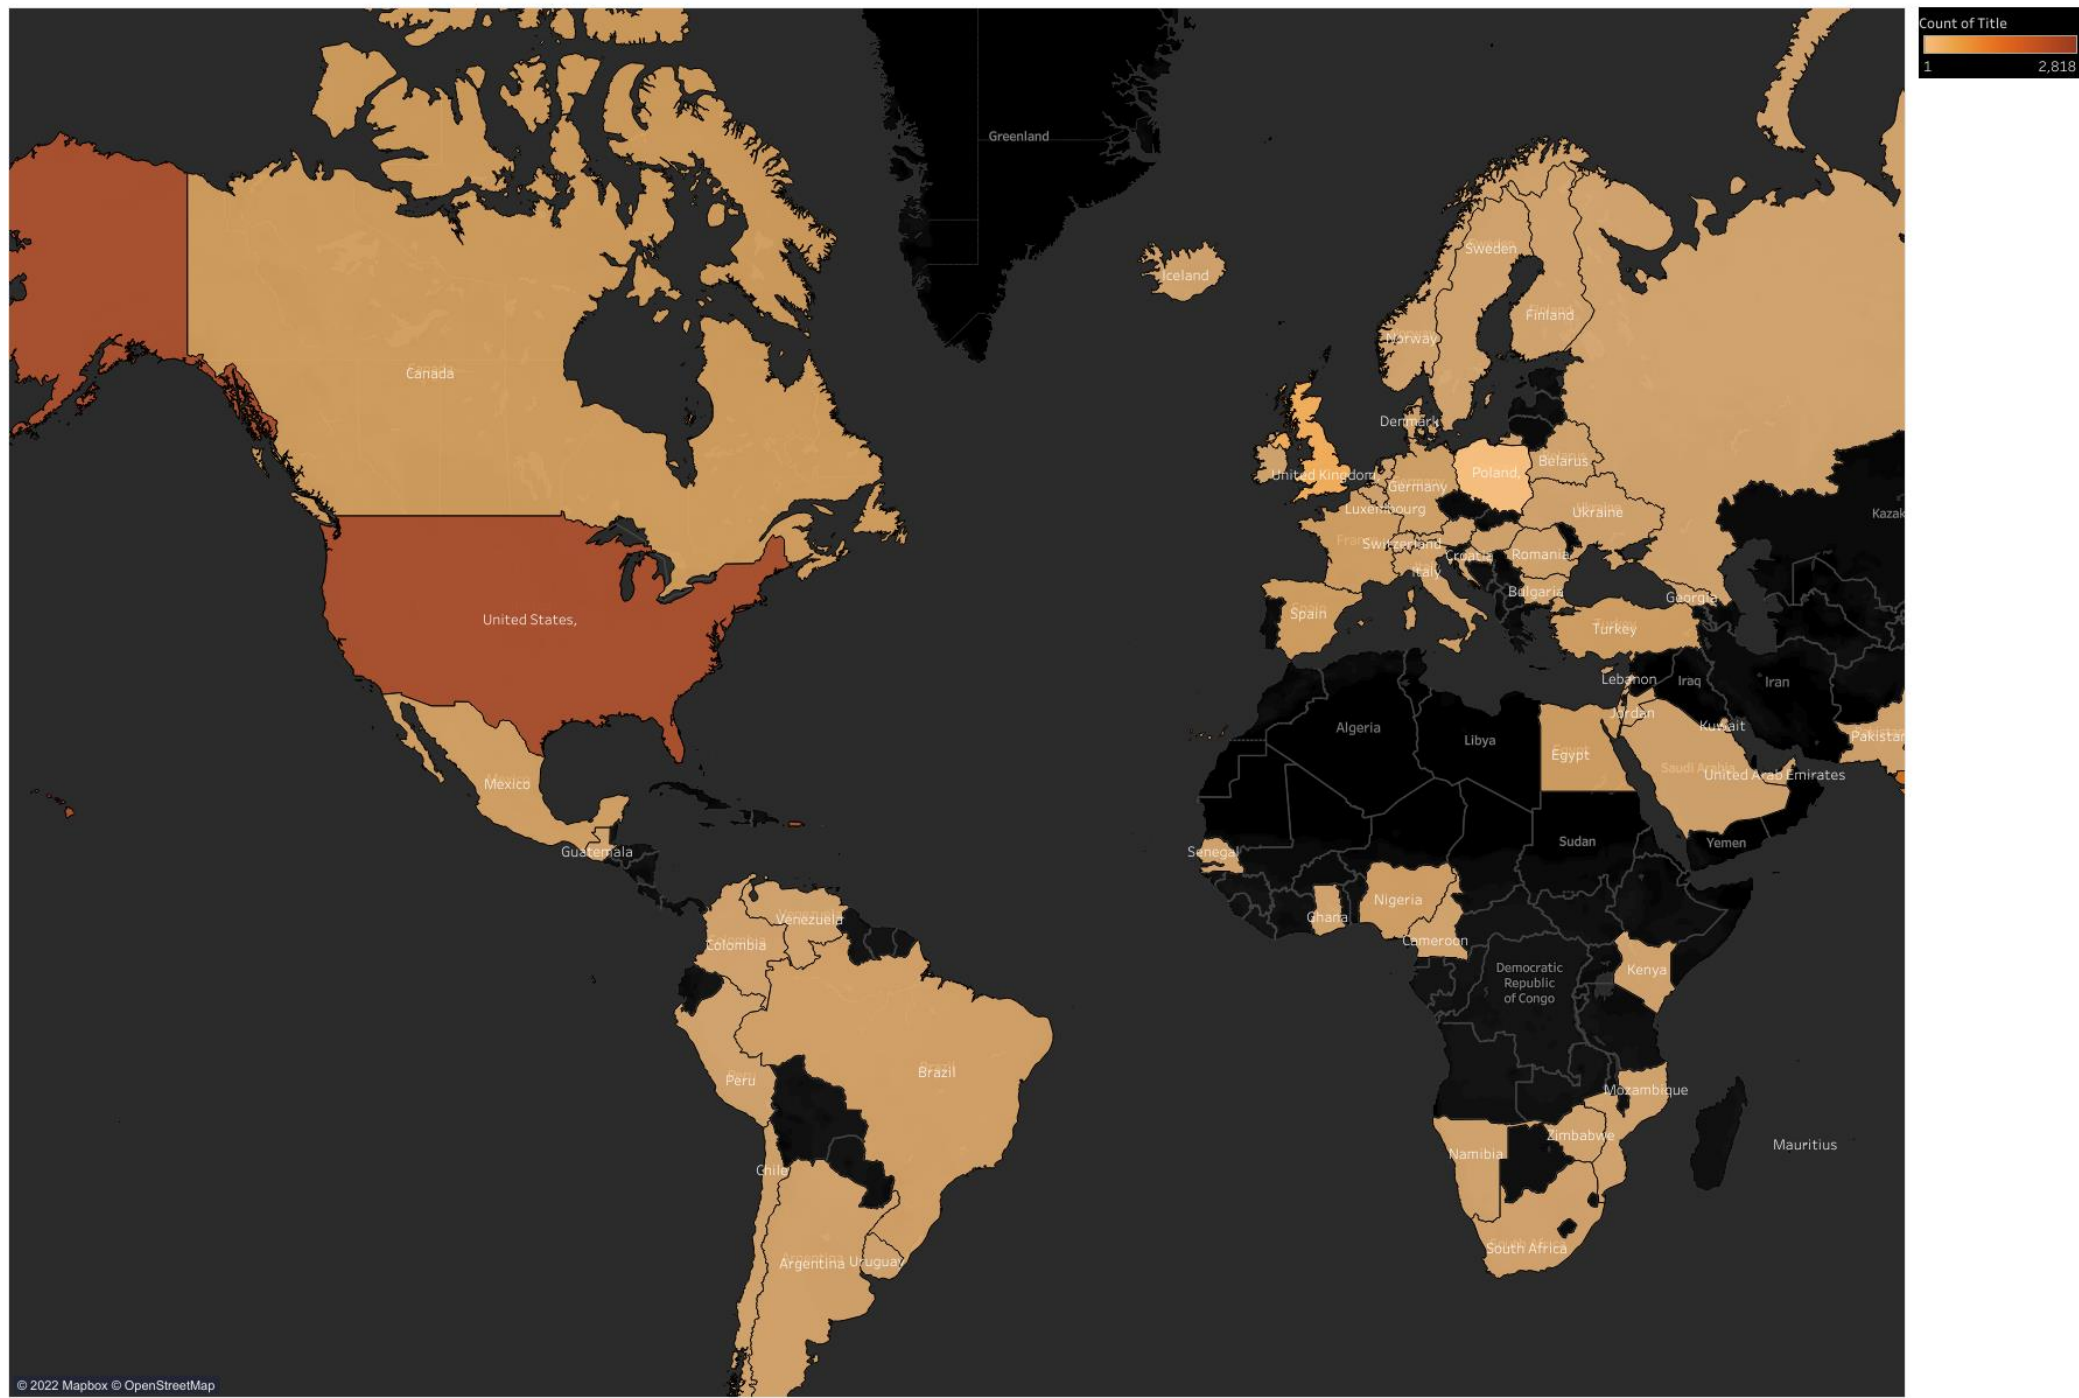 Count of Title
1 2,818
Greenland
Iceland
Sweden
Finland
Norway
Canada
Denmark
Belarus
United Kingdom,
Poland,
Germany
Luxembourg
Ukraine
Kazak
France
Switzerland
Croatia
Romania
Italy
Bulgaria
Georgia
Spain
Turkey
United States,
Lebanon
Iraq
Iran
Jordan
Kuwait
Algeria
Libya
Egypt
Pakistan
Saudi Arabia
United Arab Emirates
Mexico
Sudan
Yemen
Guatemala
Senegal
Nigeria
Ghana
Venezuela
Colombia
Cameroon
Kenya
Democratic
Republic
of Congo
Brazil
Peru
Mozambique
Zimbabwe
Mauritius
Namibia
Chile
South Africa
Argentina
Uruguay
© 2022 Mapbox © OpenStreetMap